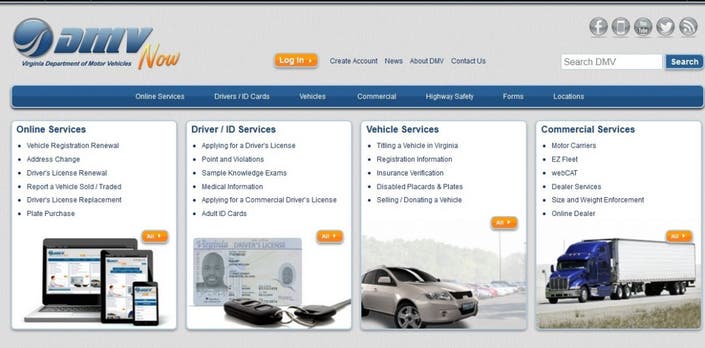 DMV Now
Virginia Department of Motor Vehicles
Log In
Create Account News About DMV Contact Us
Search DMV Search
Online Services Drivers / ID Cards Vehicles Commercial Highway Safety Forms Locations
Online Services
Vehicle Registration Renewal
Address Change
Driver's License Renewal
Report a Vehicle Sold / Traded
Driver's License Replacement
Plate Purchase
All
Driver / ID Services
Applying for a Driver's License
Point and Violations
Sample Knowledge Exams
Medical Information
Applying for a Commercial Driver's License
Adult ID Cards
All
Virginia DRIVER'S LICENSE
Vehicle Services
Titling a Vehicle in Virginia
Registration Information
Insurance Verification
Disabled Placards & Plates
Selling / Donating a Vehicle
All
Commercial Services
Motor Carriers
EZ Fleet
webCAT
Dealer Services
Size and Weight Enforcement
Online Dealer
All